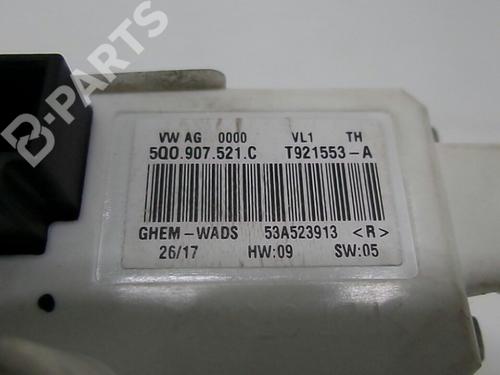 B-PARTS
VW AG 0000 VL1 TH
5Q0.907.521.C T921553-A
GHEM-WADS 53A523913 <R>
26/17 HW:09 SW:05